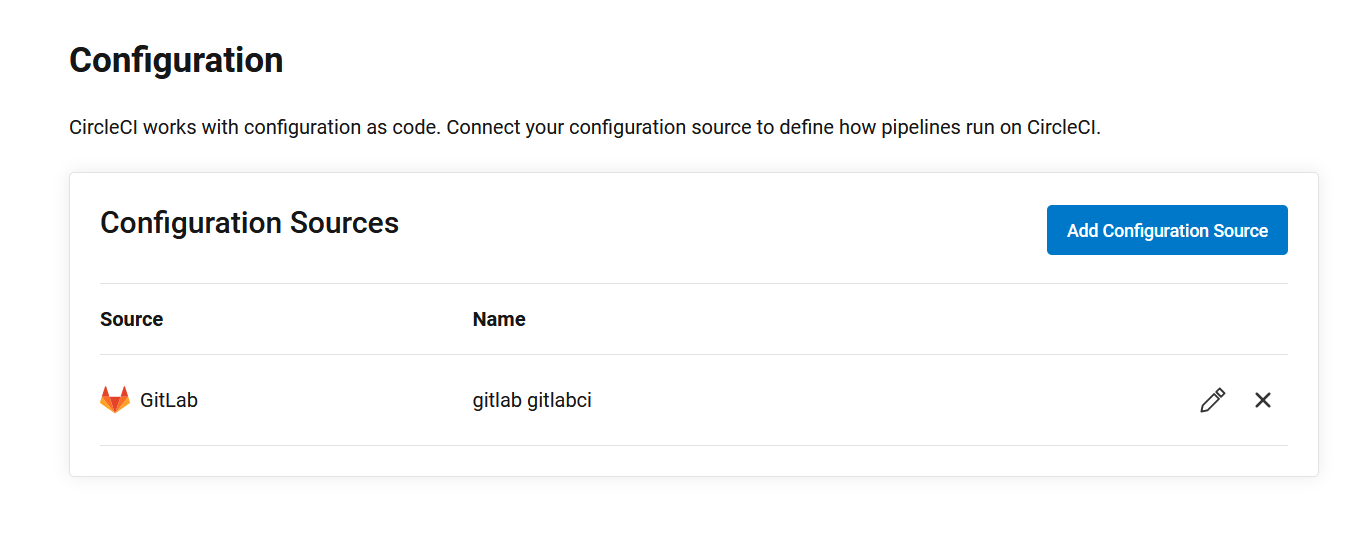 Configuration
CircleCI works with configuration as code. Connect your configuration source to define how pipelines run on CircleCI.
Configuration Sources
Add Configuration Source
Source Name
GitLab gitlab gitlabci